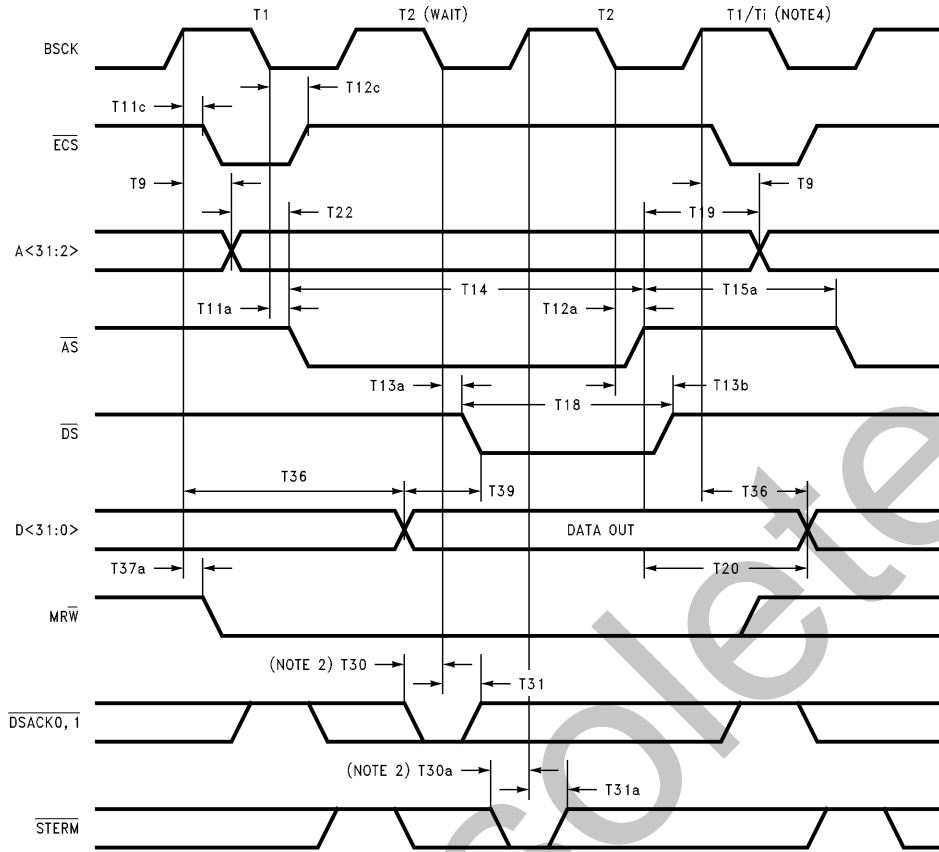 T1 T2 (WAIT) T2 T1/Ti (NOTE4)
BSCK
T12c
T11c
ECS
T9 T9
T22 T19
A<31:2>
T14 T15a
T11a T12a
AS
T13a T13b
T18
DS
T36 T39 T36
D<31:0> DATA OUT
T20
T37a
MRW
(NOTE 2) T30
T31
DSACK0, 1
(NOTE 2) T30a
T31a
STERM
solete